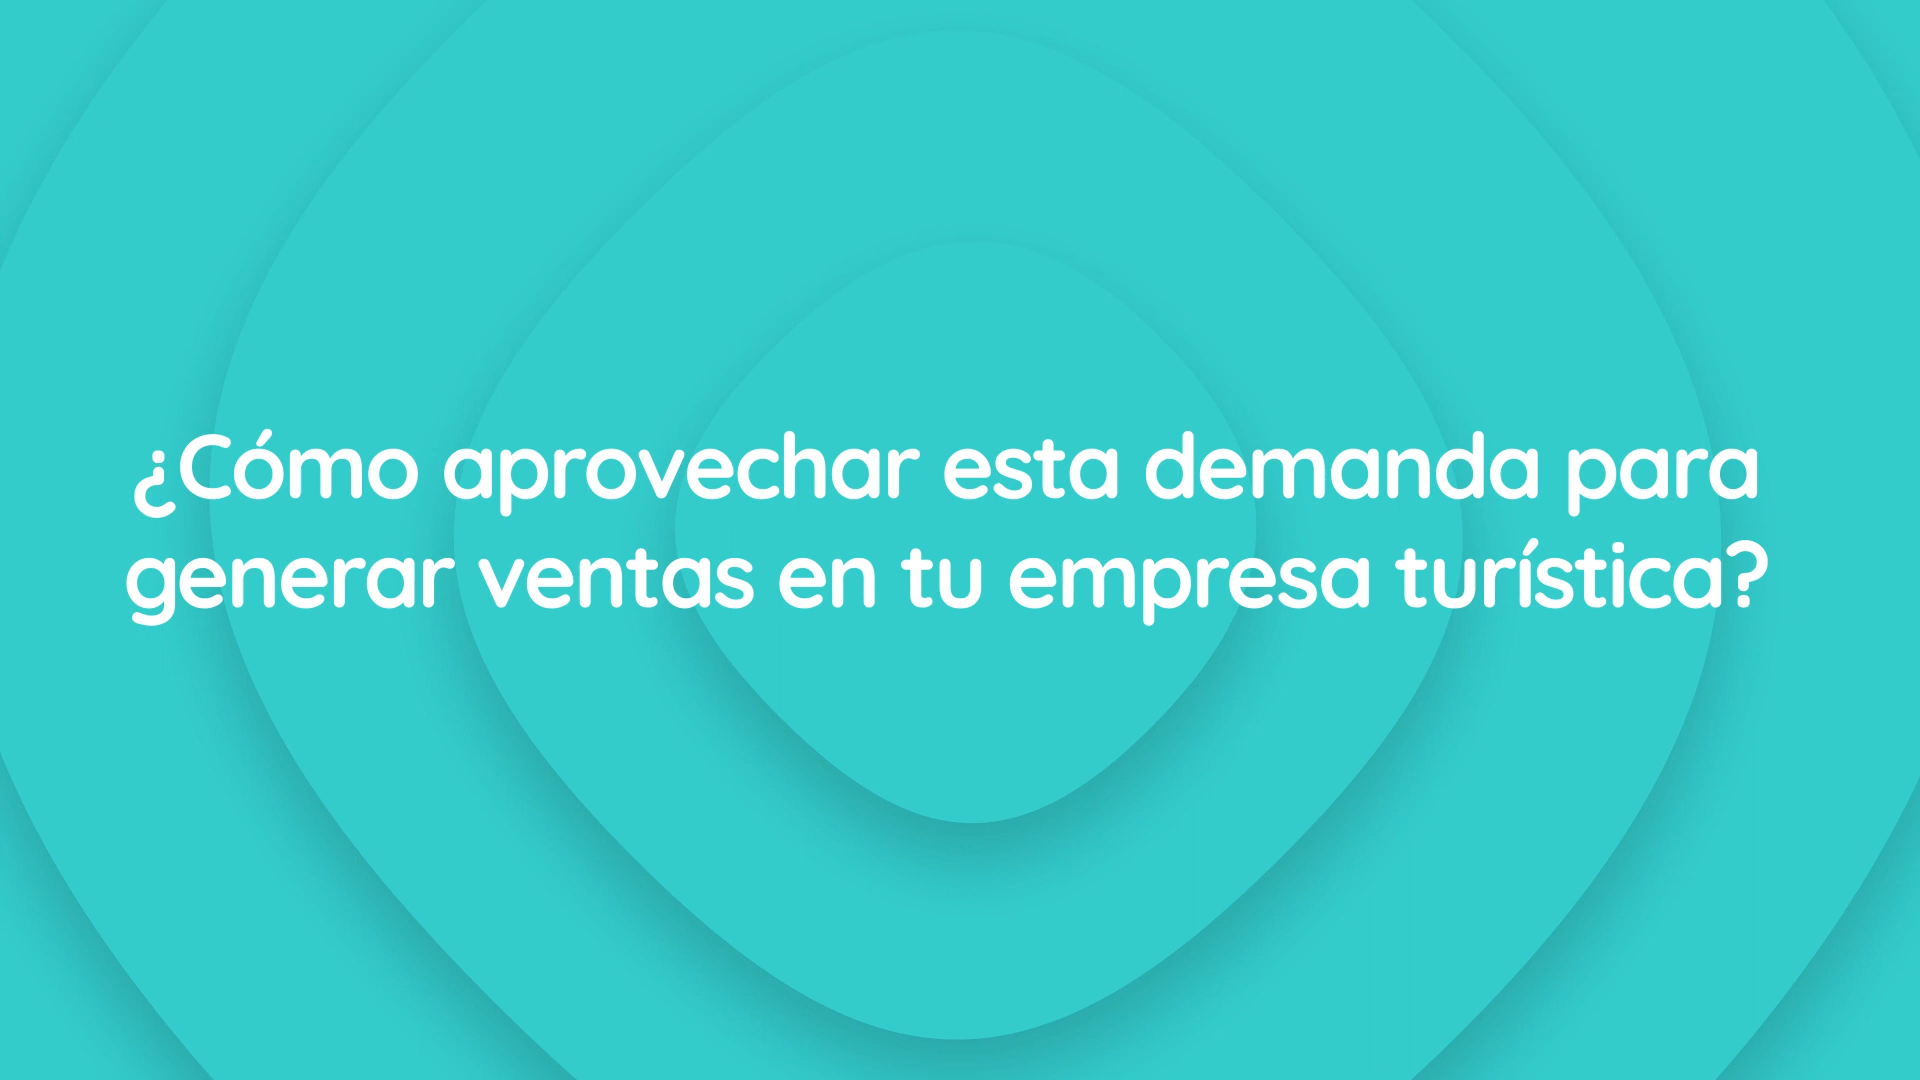 ¿Cómo aprovechar esta demanda para
generar ventas en tu empresa turística?